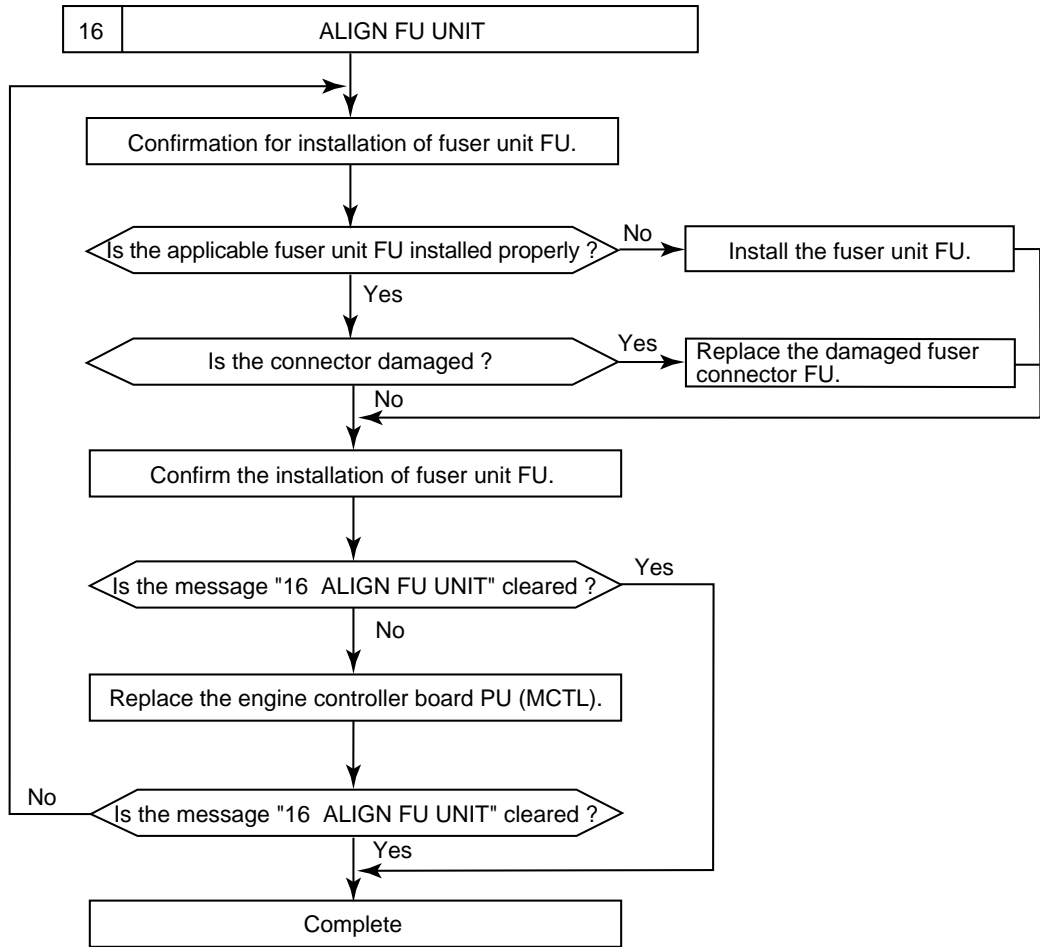 16 ALIGN FU UNIT
Confirmation for installation of fuser unit FU.
Is the applicable fuser unit FU installed properly ?
No
Install the fuser unit FU.
Yes
Is the connector damaged ?
Yes
Replace the damaged fuser
connector FU.
No
Confirm the installation of fuser unit FU.
Is the message "16 ALIGN FU UNIT" cleared ?
Yes
No
Replace the engine controller board PU (MCTL).
No
Is the message "16 ALIGN FU UNIT" cleared ?
Yes
Complete